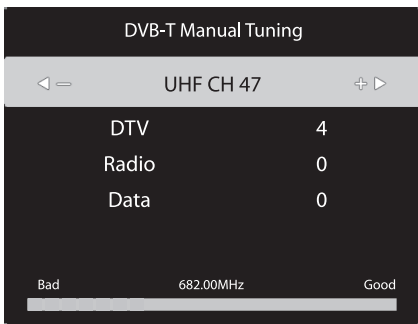 DVB-T Manual Tuning
UHF CH 47
DTV 4
Radio 0
Data 0
Bad 682.00MHz Good